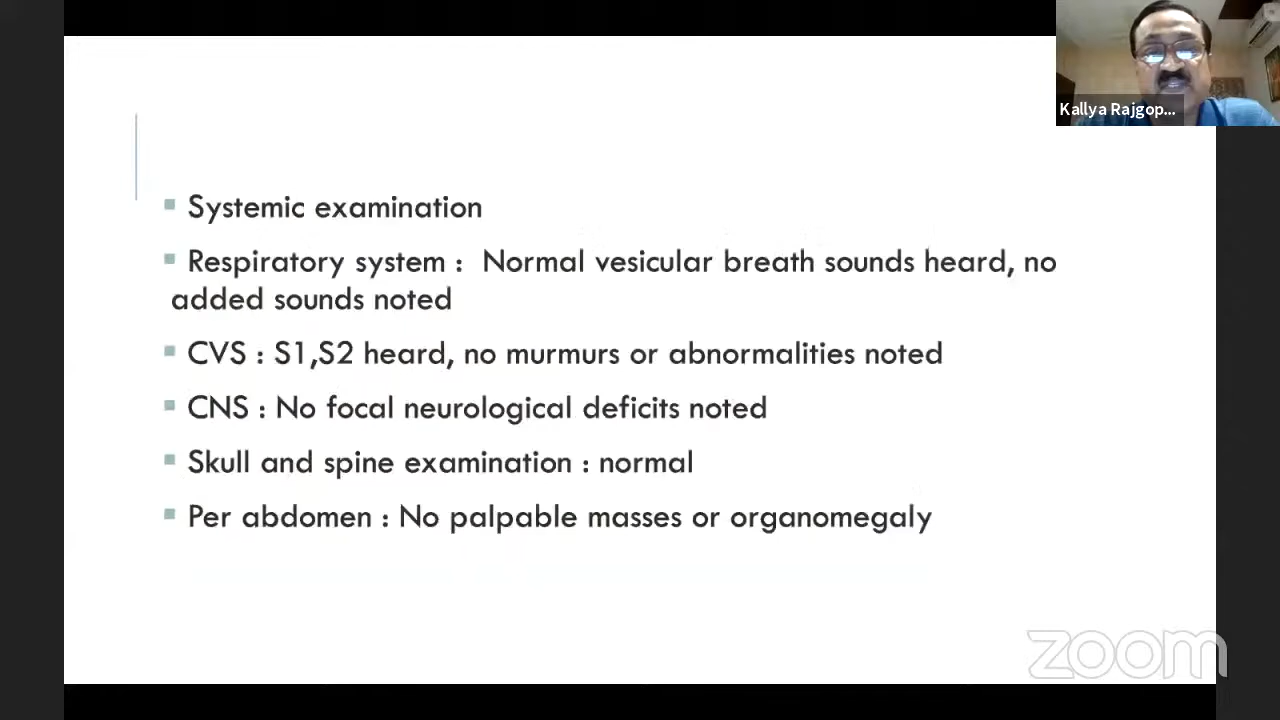 Kallya Rajgop...
Systemic examination
Respiratory system : Normal vesicular breath sounds heard, no
added sounds noted
CVS : S1,S2 heard, no murmurs or abnormalities noted
CNS : No focal neurological deficits noted
Skull and spine examination : normal
Per abdomen : No palpable masses or organomegaly
zoom